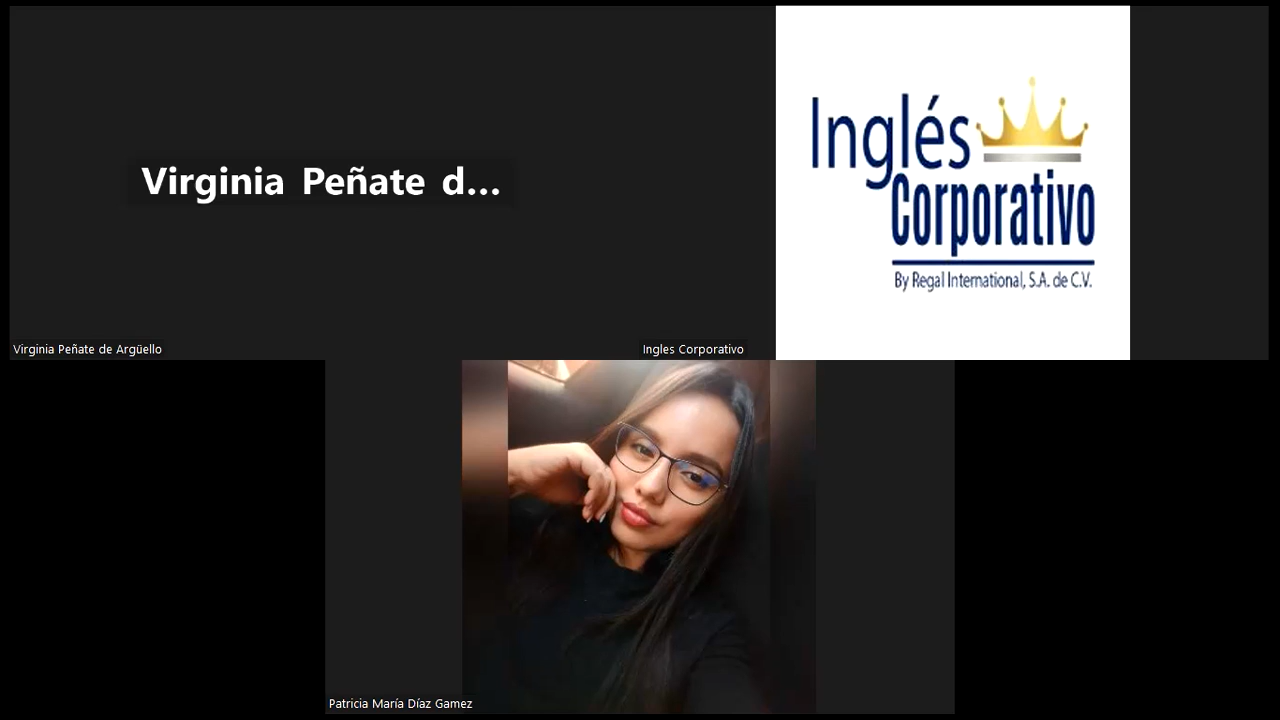 Virginia Peñate d...
Virginia Peñate de Argüello
Inglés
Corporativo
By Regal International, S.A. de C.V.
Ingles Corporativo
Patricia María Díaz Gamez